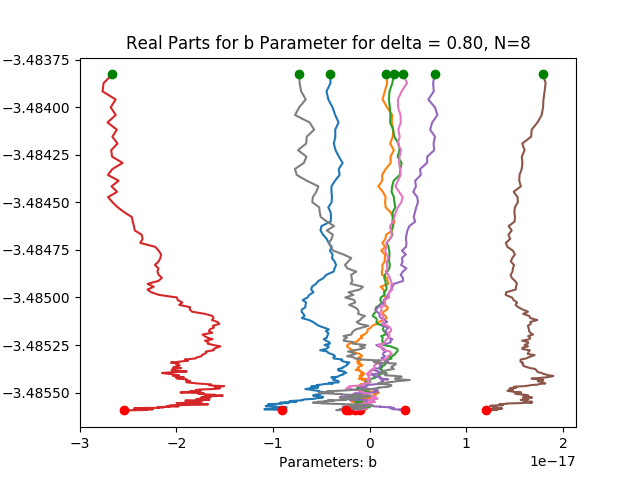 Real Parts for b Parameter for delta = 0.80, N=8
−3.48375
−3.48400
−3.48425
−3.48450
−3.48475
−3.48500
−3.48525
−3.48550
−3 −2 −1 0 1 2
1e−17
Parameters: b